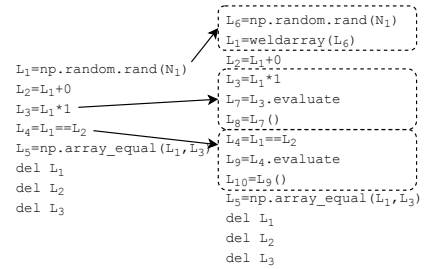 L₁=np.random.rand(N₁)
L₂=L₁+0
L₃=L₁*1
L₄=L₁==L₂
L₅=np.array_equal(L₁,L₃)
del L₁
del L₂
del L₃
L₆=np.random.rand(N₁)
L₁=weldarray(L₆)
L₂=L₁+0
L₃=L₁*1
L₇=L₃.evaluate
L₈=L₇()
L₄=L₁==L₂
L₉=L₄.evaluate
L₁₀=L₉()
L₅=np.array_equal(L₁,L₃)
del L₁
del L₂
del L₃